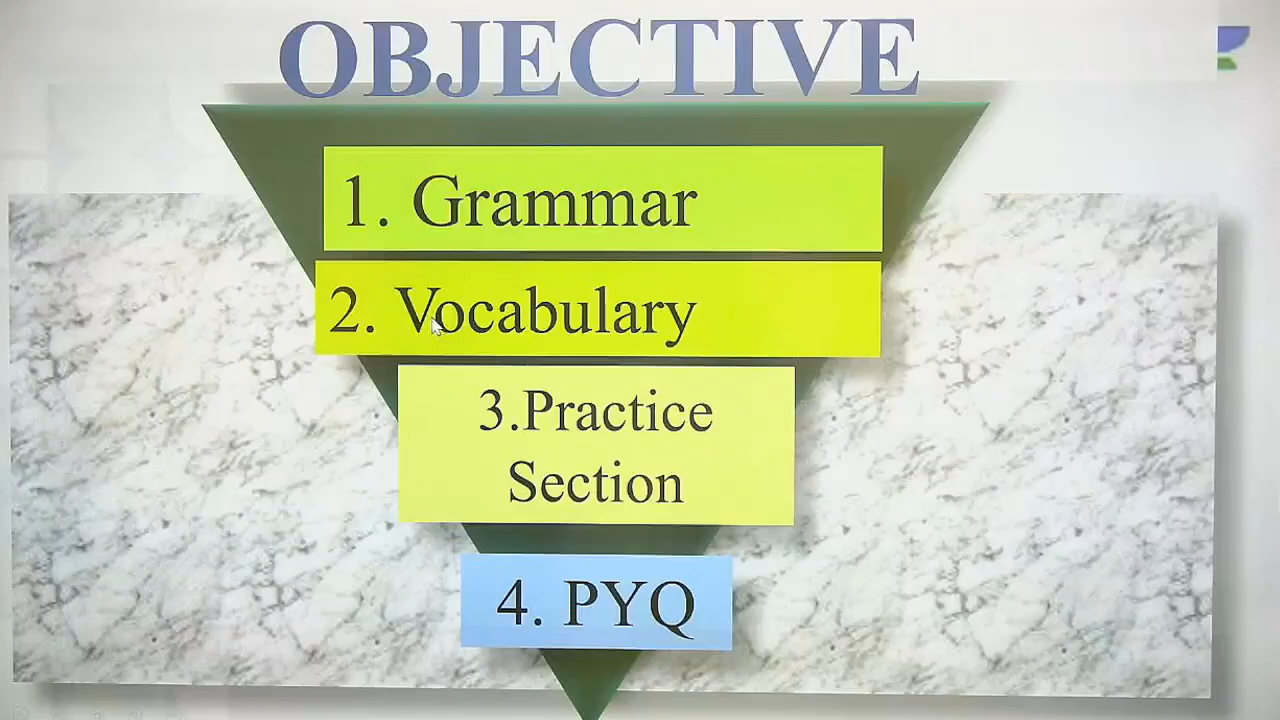 OBJECTIVE
1. Grammar
2. Vocabulary
3.Practice
Section
4. PYQ